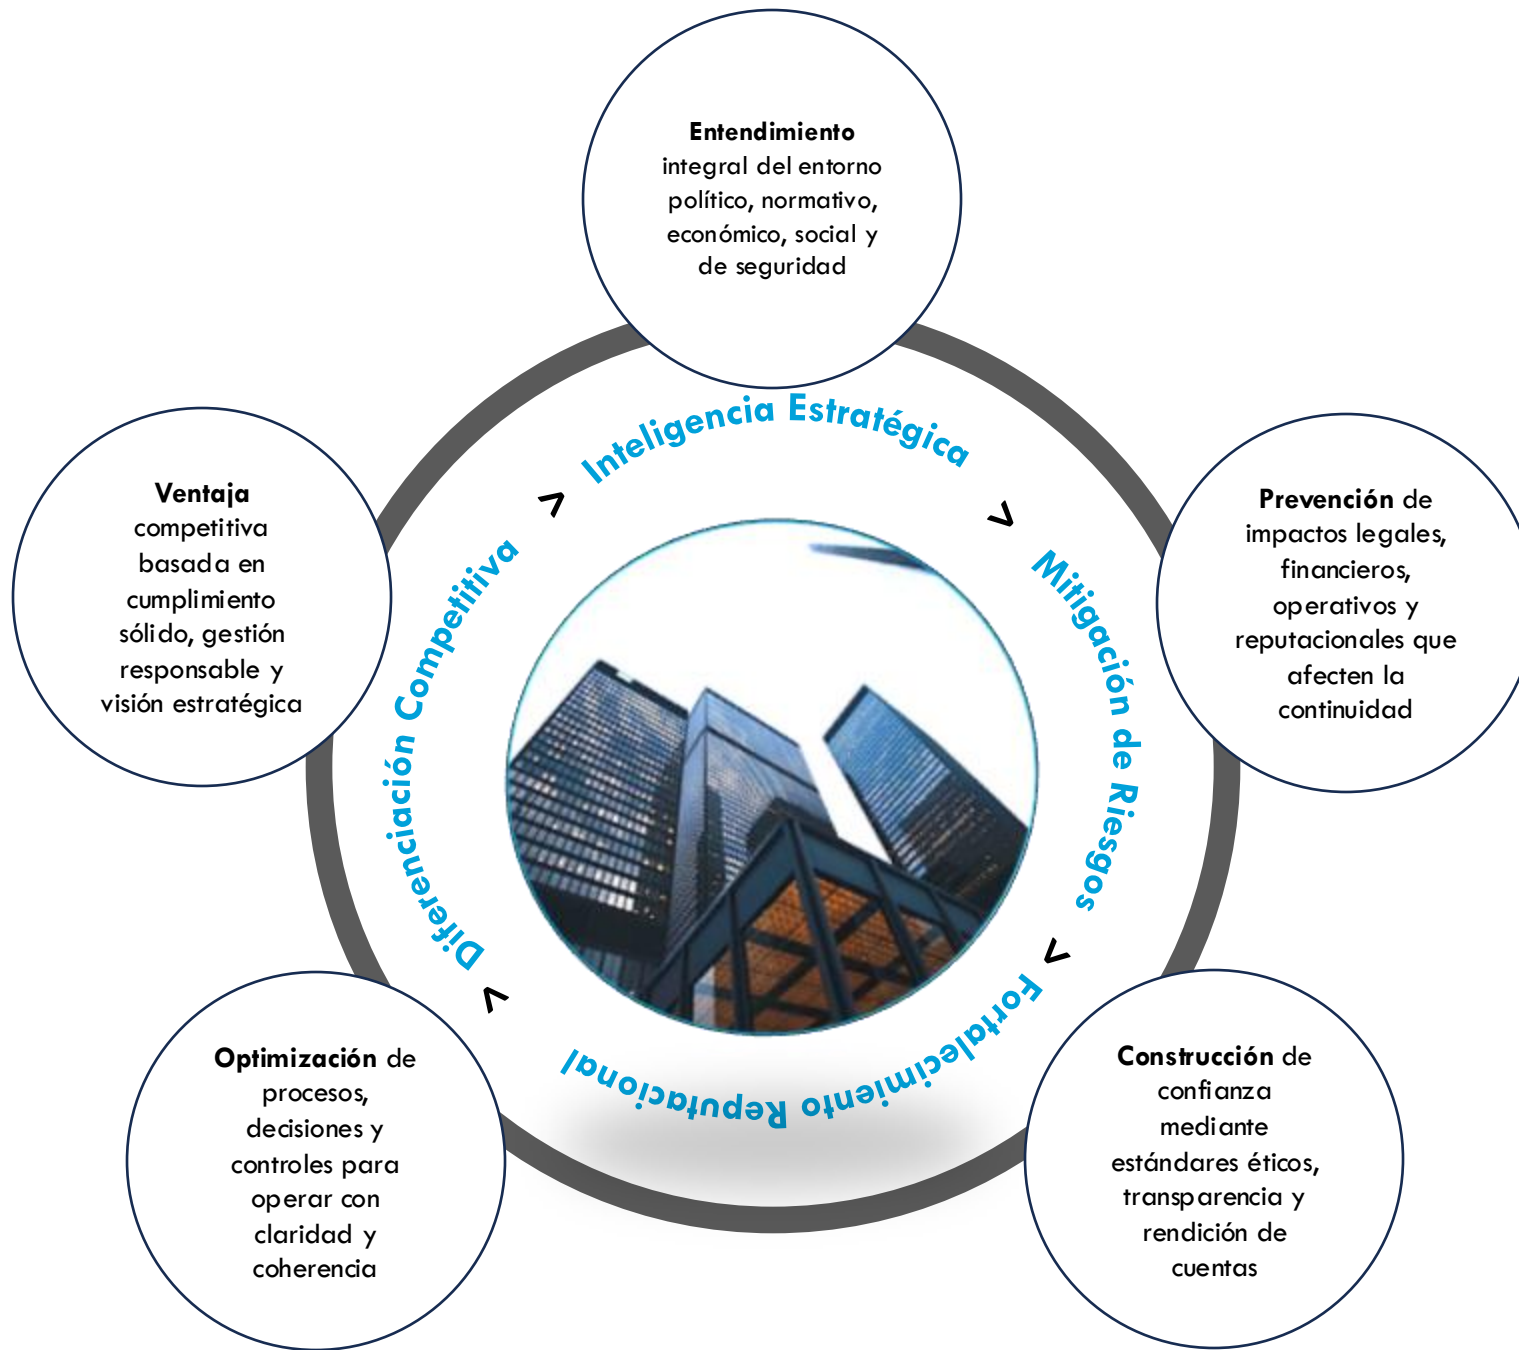 Entendimiento
integral del entorno
político, normativo,
económico, social y
de seguridad
Prevención de
impactos legales,
financieros,
operativos y
reputacionales que
afecten la
continuidad
Construcción de
confianza
mediante
estándares éticos,
transparencia y
rendición de
cuentas
Optimización de
procesos,
decisiones y
controles para
operar con
claridad y
coherencia
Ventaja
competitiva
basada en
cumplimiento
sólido, gestión
responsable y
visión estratégica
Inteligencia Estratégica
>
Mitigación de Riesgos
>
Fortalecimiento Reputacional
>
Diferenciación Competitiva
>